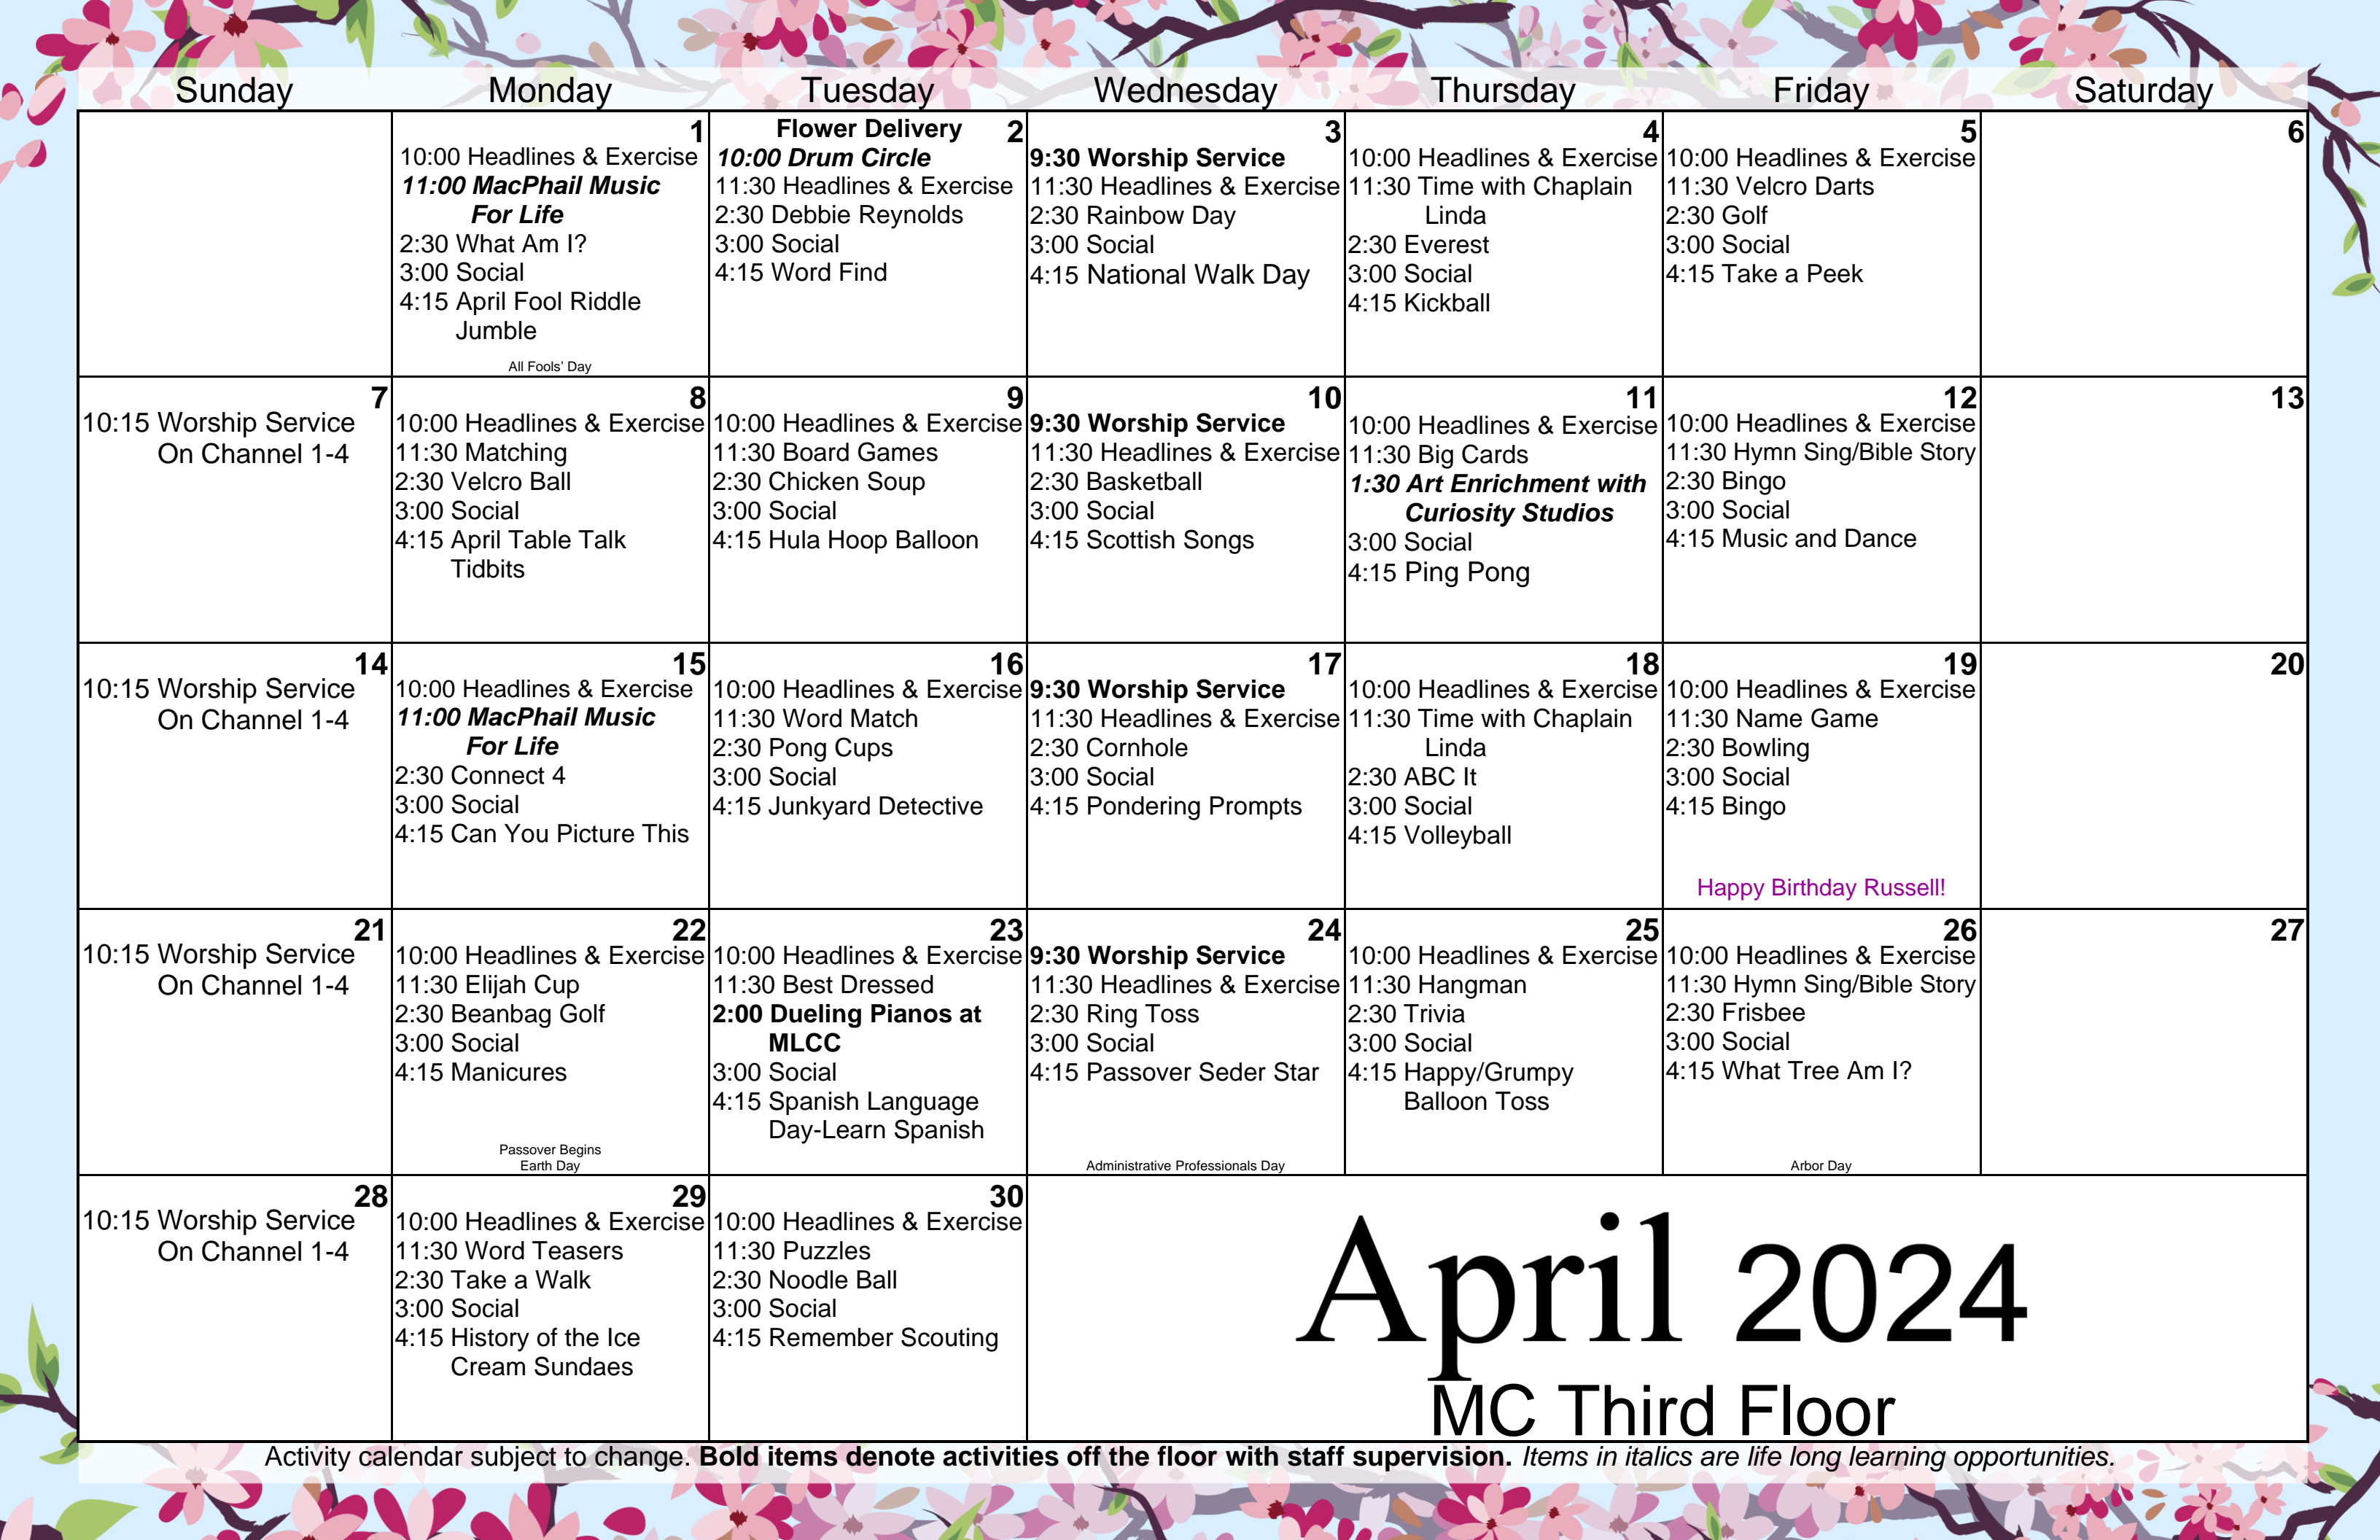 Sunday Monday Tuesday Wednesday Thursday Friday Saturday
1
10:00 Headlines & Exercise
11:00 MacPhail Music
For Life
2:30 What Am I?
3:00 Social
4:15 April Fool Riddle
Jumble
All Fools' Day
Flower Delivery 2
10:00 Drum Circle
11:30 Headlines & Exercise
2:30 Debbie Reynolds
3:00 Social
4:15 Word Find
3
9:30 Worship Service
11:30 Headlines & Exercise
2:30 Rainbow Day
3:00 Social
4:15 National Walk Day
4
10:00 Headlines & Exercise
11:30 Time with Chaplain
Linda
2:30 Everest
3:00 Social
4:15 Kickball
5
10:00 Headlines & Exercise
11:30 Velcro Darts
2:30 Golf
3:00 Social
4:15 Take a Peek
6
7
10:15 Worship Service
On Channel 1-4
8
10:00 Headlines & Exercise
11:30 Matching
2:30 Velcro Ball
3:00 Social
4:15 April Table Talk
Tidbits
9
10:00 Headlines & Exercise
11:30 Board Games
2:30 Chicken Soup
3:00 Social
4:15 Hula Hoop Balloon
10
9:30 Worship Service
11:30 Headlines & Exercise
2:30 Basketball
3:00 Social
4:15 Scottish Songs
11
10:00 Headlines & Exercise
11:30 Big Cards
1:30 Art Enrichment with
Curiosity Studios
3:00 Social
4:15 Ping Pong
12
10:00 Headlines & Exercise
11:30 Hymn Sing/Bible Story
2:30 Bingo
3:00 Social
4:15 Music and Dance
13
14
10:15 Worship Service
On Channel 1-4
15
10:00 Headlines & Exercise
11:00 MacPhail Music
For Life
2:30 Connect 4
3:00 Social
4:15 Can You Picture This
16
10:00 Headlines & Exercise
11:30 Word Match
2:30 Pong Cups
3:00 Social
4:15 Junkyard Detective
17
9:30 Worship Service
11:30 Headlines & Exercise
2:30 Cornhole
3:00 Social
4:15 Pondering Prompts
18
10:00 Headlines & Exercise
11:30 Time with Chaplain
Linda
2:30 ABC It
3:00 Social
4:15 Volleyball
19
10:00 Headlines & Exercise
11:30 Name Game
2:30 Bowling
3:00 Social
4:15 Bingo
Happy Birthday Russell!
20
21
10:15 Worship Service
On Channel 1-4
22
10:00 Headlines & Exercise
11:30 Elijah Cup
2:30 Beanbag Golf
3:00 Social
4:15 Manicures
Passover Begins
Earth Day
23
10:00 Headlines & Exercise
11:30 Best Dressed
2:00 Dueling Pianos at
MLCC
3:00 Social
4:15 Spanish Language
Day-Learn Spanish
24
9:30 Worship Service
11:30 Headlines & Exercise
2:30 Ring Toss
3:00 Social
4:15 Passover Seder Star
Administrative Professionals Day
25
10:00 Headlines & Exercise
11:30 Hangman
2:30 Trivia
3:00 Social
4:15 Happy/Grumpy
Balloon Toss
26
10:00 Headlines & Exercise
11:30 Hymn Sing/Bible Story
2:30 Frisbee
3:00 Social
4:15 What Tree Am I?
Arbor Day
27
28
10:15 Worship Service
On Channel 1-4
29
10:00 Headlines & Exercise
11:30 Word Teasers
2:30 Take a Walk
3:00 Social
4:15 History of the Ice
Cream Sundaes
30
10:00 Headlines & Exercise
11:30 Puzzles
2:30 Noodle Ball
3:00 Social
4:15 Remember Scouting
April 2024
MC Third Floor
Activity calendar subject to change. Bold items denote activities off the floor with staff supervision. Items in italics are life long learning opportunities.